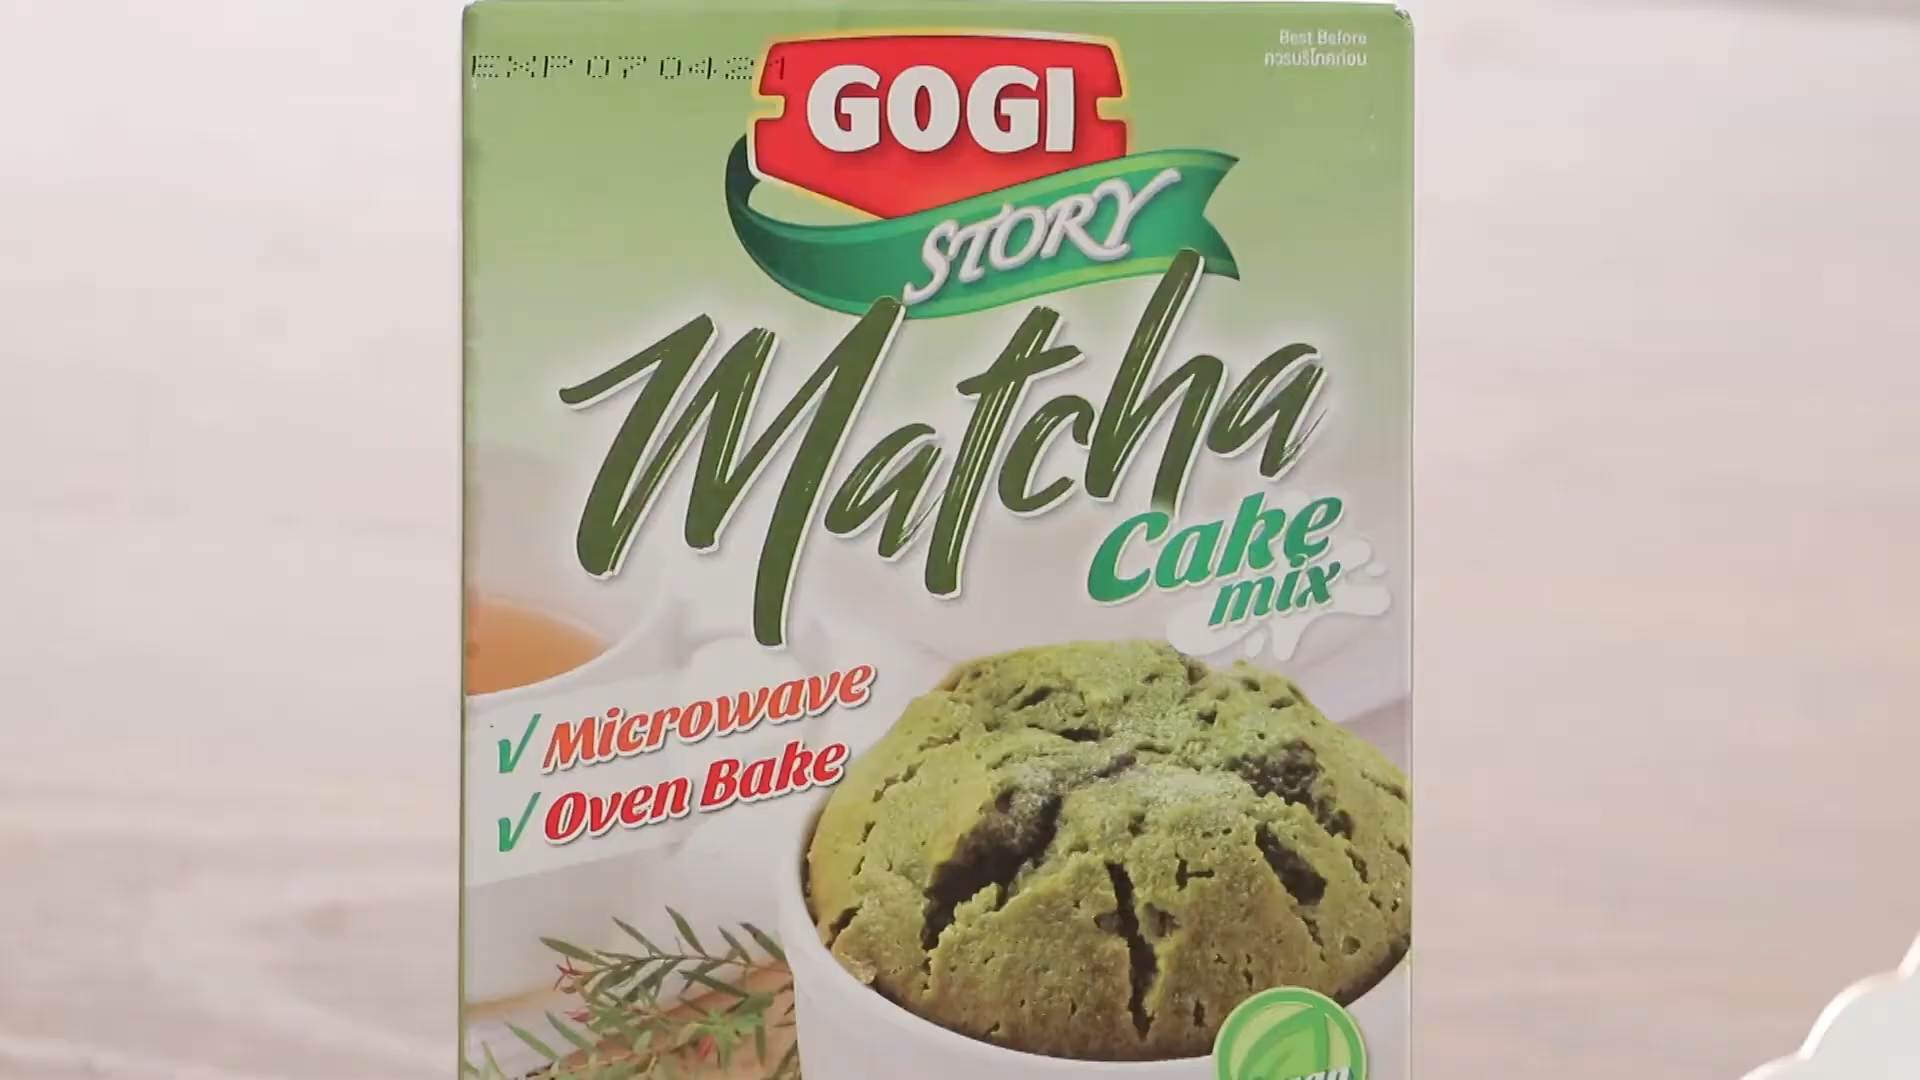 EXP 07 04 21
Best Before
ควรบริโภคก่อน
GOGI
STORY
Matcha
Cake
mix
√ Microwave
√ Oven Bake